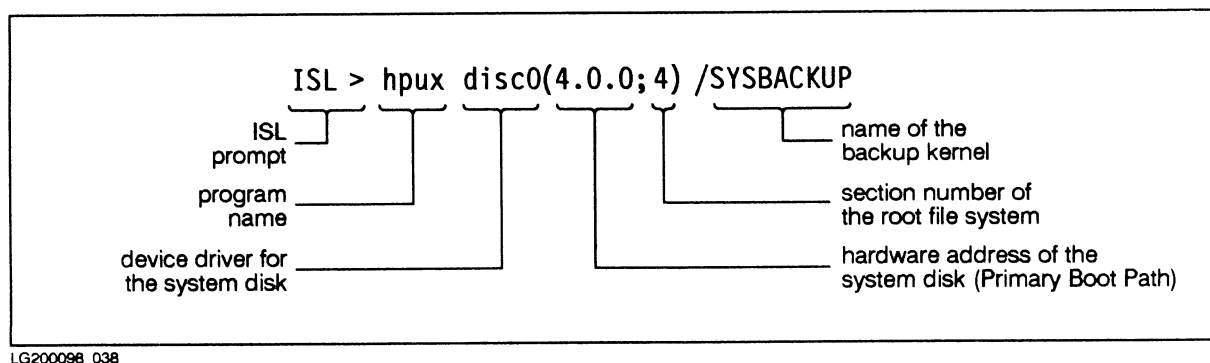 ISL > hpux disc0(4.0.0;4) /SYSBACKUP
ISL
prompt
program
name
device driver for
the system disk
name of the
backup kernel
section number of
the root file system
hardware address of the
system disk (Primary Boot Path)
LG200098_038